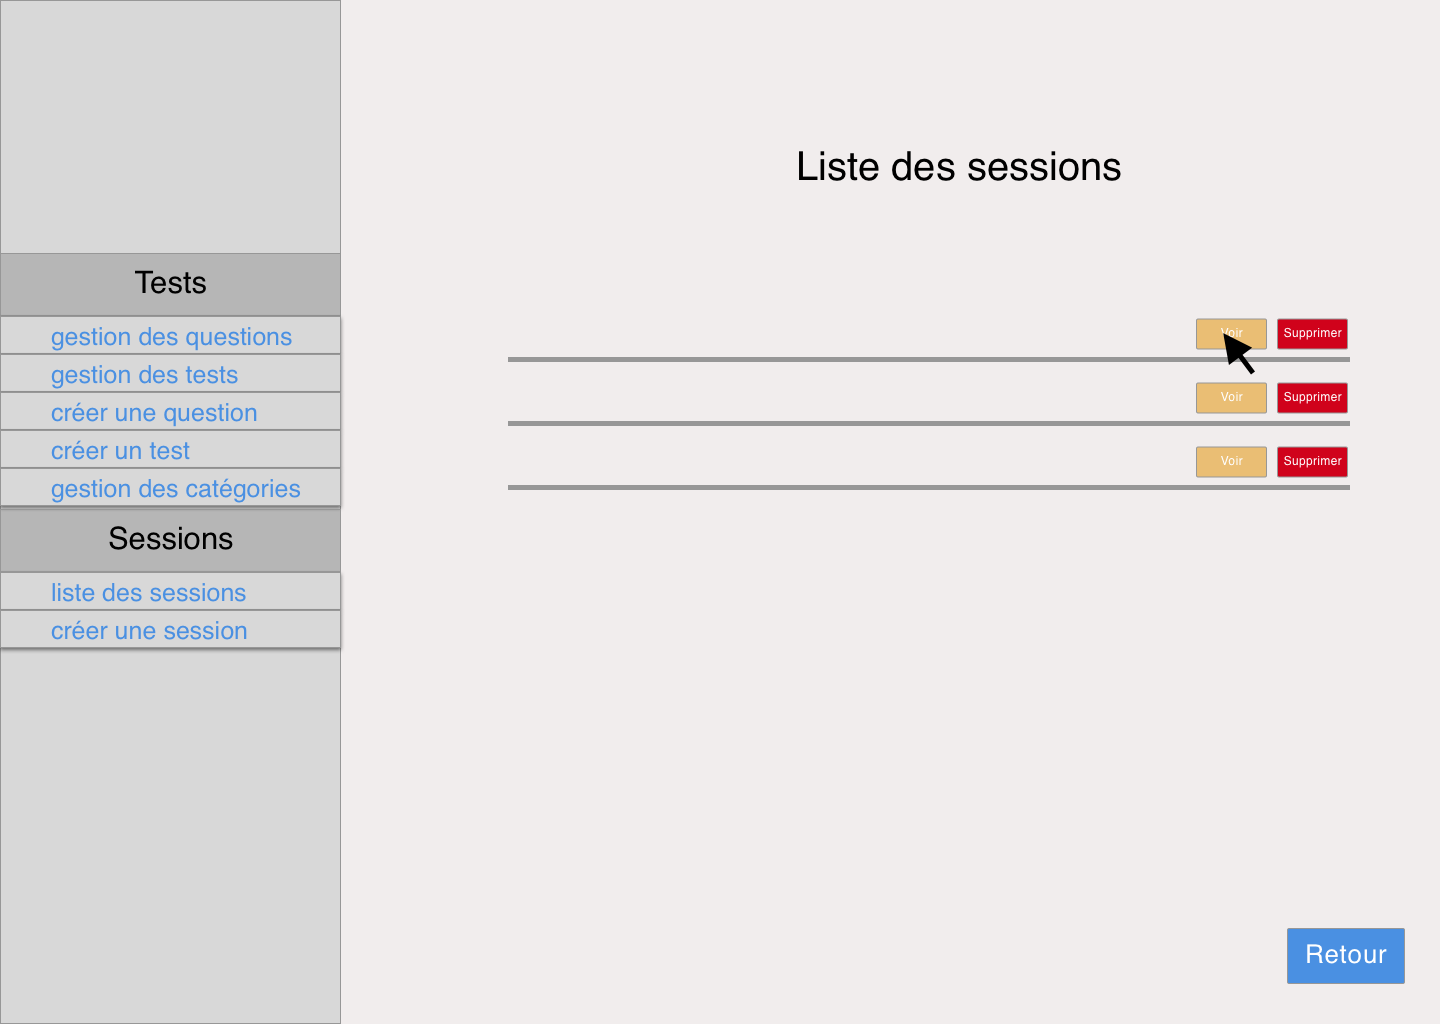 Liste des sessions
Tests
gestion des questions
gestion des tests
créer une question
créer un test
gestion des catégories
Sessions
liste des sessions
créer une session
Voir Supprimer
Voir Supprimer
Voir Supprimer
Retour